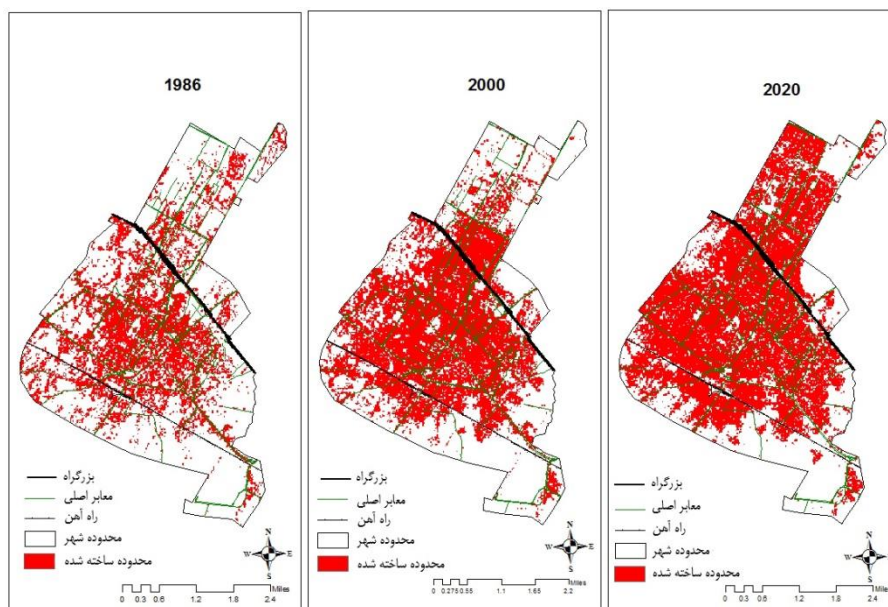 1986
بزرگراه
معابر اصلی
راه آهن
محدوده شهر
محدوده ساخته شده
N
W E
S
0 0.3 0.6 1.2 1.8 2.4
Miles
2000
بزرگراه
معابر اصلی
راه آهن
محدوده شهر
محدوده ساخته شده
N
W E
S
0 0.275 0.55 1.1 1.65 2.2
Miles
2020
بزرگراه
معابر اصلی
راه آهن
محدوده شهر
محدوده ساخته شده
N
W E
S
0 0.3 0.6 1.2 1.8 2.4
Miles